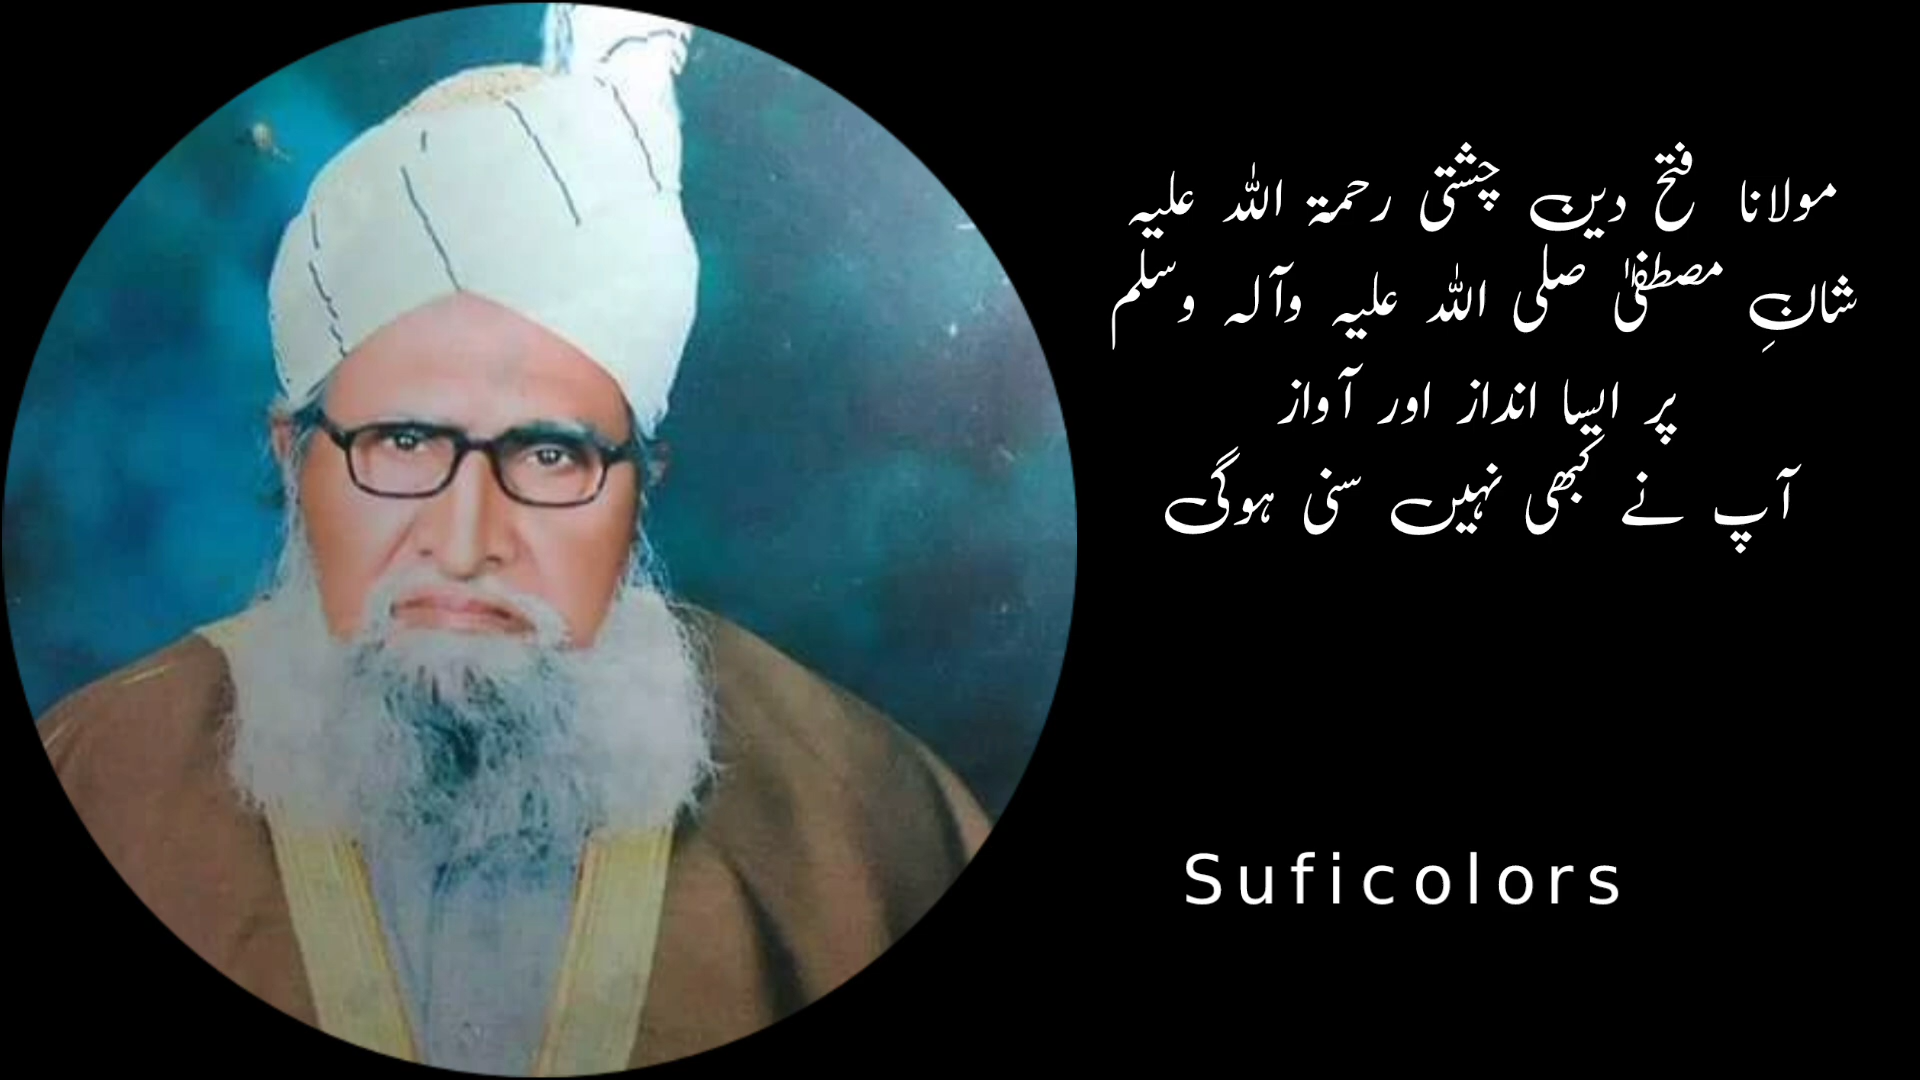 مولانا فتح دین چشتی رحمۃ اللہ علیہ
شانِ مصطفیٰ صلی اللہ علیہ وآلہ وسلم
پر ایسا انداز اور آواز
آپ نے کبھی نہیں سنی ہوگی
Suficolors